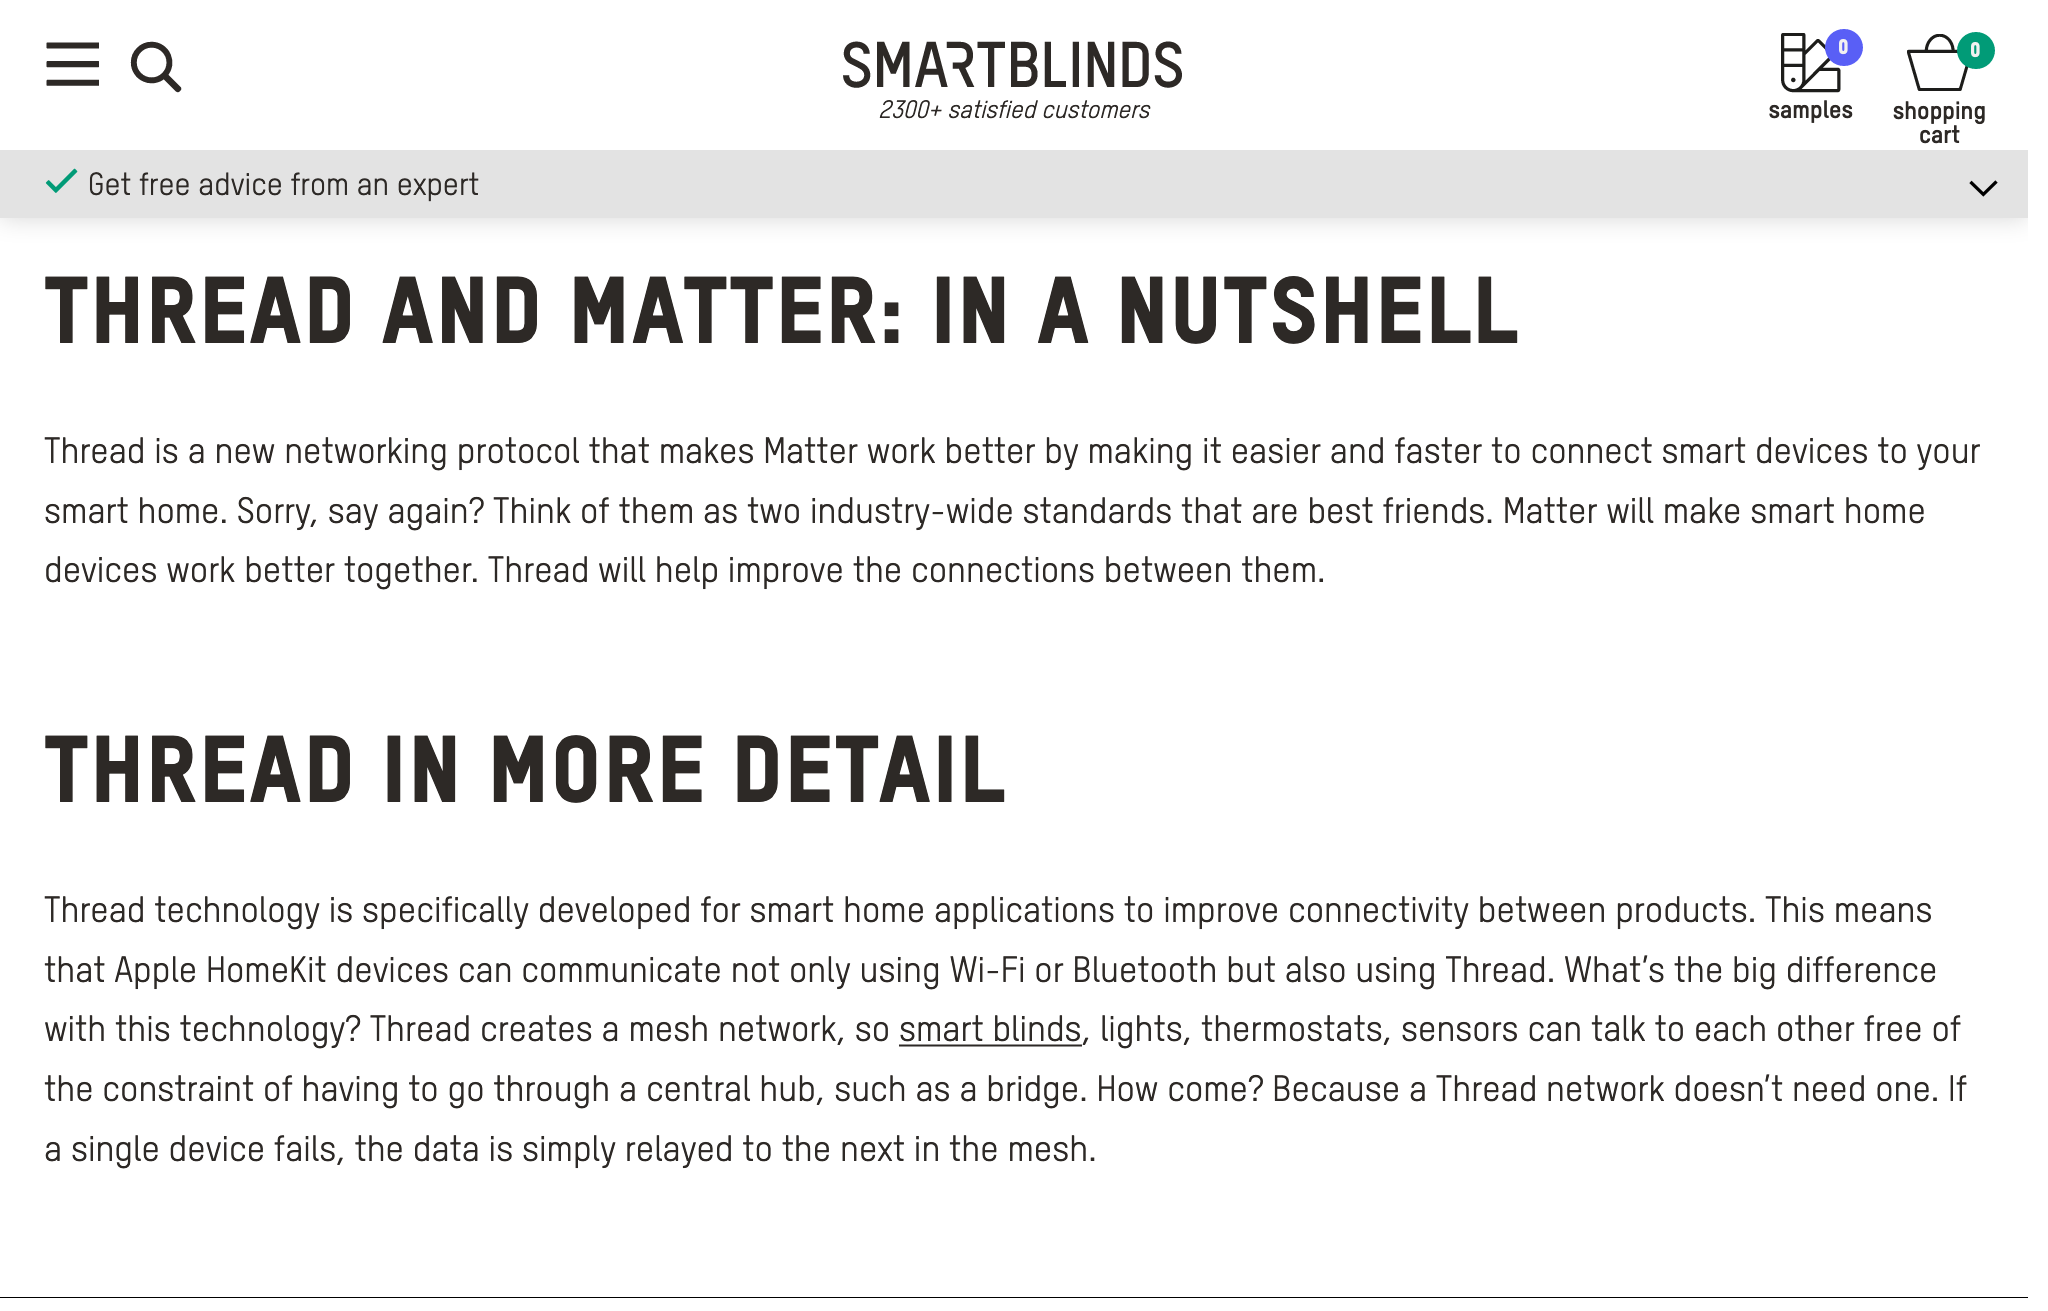 SMARTBLINDS
2300+ satisfied customers
0
samples
0
shopping
cart
Get free advice from an expert
THREAD AND MATTER: IN A NUTSHELL
Thread is a new networking protocol that makes Matter work better by making it easier and faster to connect smart devices to your
smart home. Sorry, say again? Think of them as two industry-wide standards that are best friends. Matter will make smart home
devices work better together. Thread will help improve the connections between them.
THREAD IN MORE DETAIL
Thread technology is specifically developed for smart home applications to improve connectivity between products. This means
that Apple HomeKit devices can communicate not only using Wi-Fi or Bluetooth but also using Thread. What’s the big difference
with this technology? Thread creates a mesh network, so smart blinds, lights, thermostats, sensors can talk to each other free of
the constraint of having to go through a central hub, such as a bridge. How come? Because a Thread network doesn’t need one. If
a single device fails, the data is simply relayed to the next in the mesh.